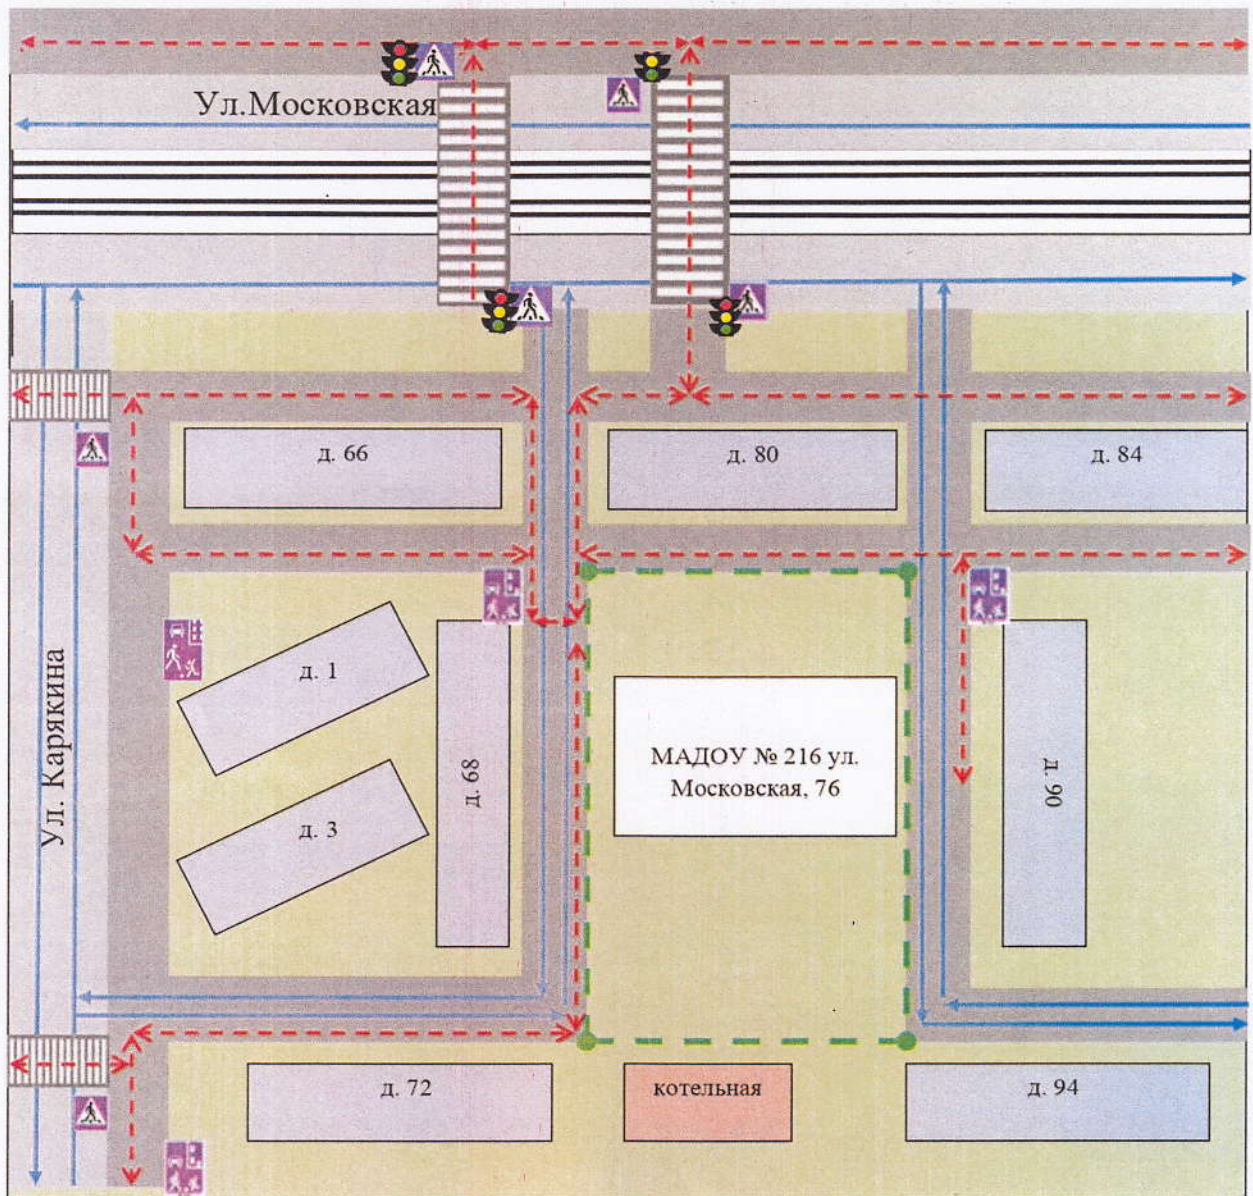 Ул.Московская
д. 66
д. 80
д. 84
Ул. Карякина
д. 1
д. 3
д. 68
МАДОУ № 216 ул.
Московская, 76
д. 90
д. 72
котельная
д. 94